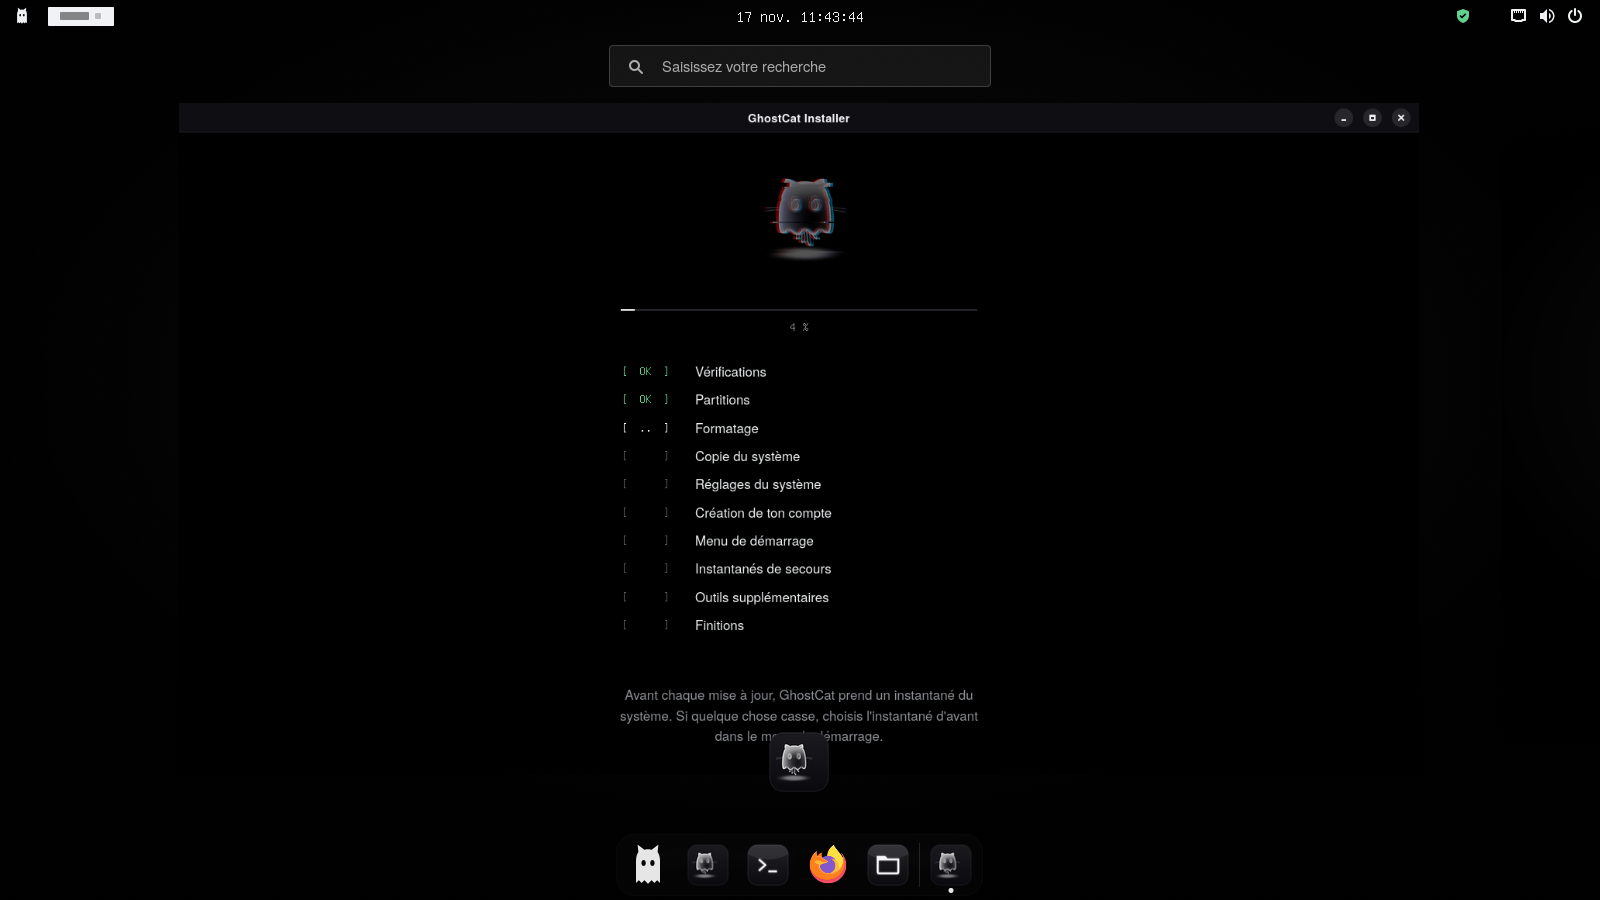 17 nov. 11:43:44
Saisissez votre recherche
GhostCat Installer
4 %
[ OK ] Vérifications
[ OK ] Partitions
[ .. ] Formatage
[ ] Copie du système
[ ] Réglages du système
[ ] Création de ton compte
[ ] Menu de démarrage
[ ] Instantanés de secours
[ ] Outils supplémentaires
[ ] Finitions
Avant chaque mise à jour, GhostCat prend un instantané du
système. Si quelque chose casse, choisis l'instantané d'avant
dans le démarrage.